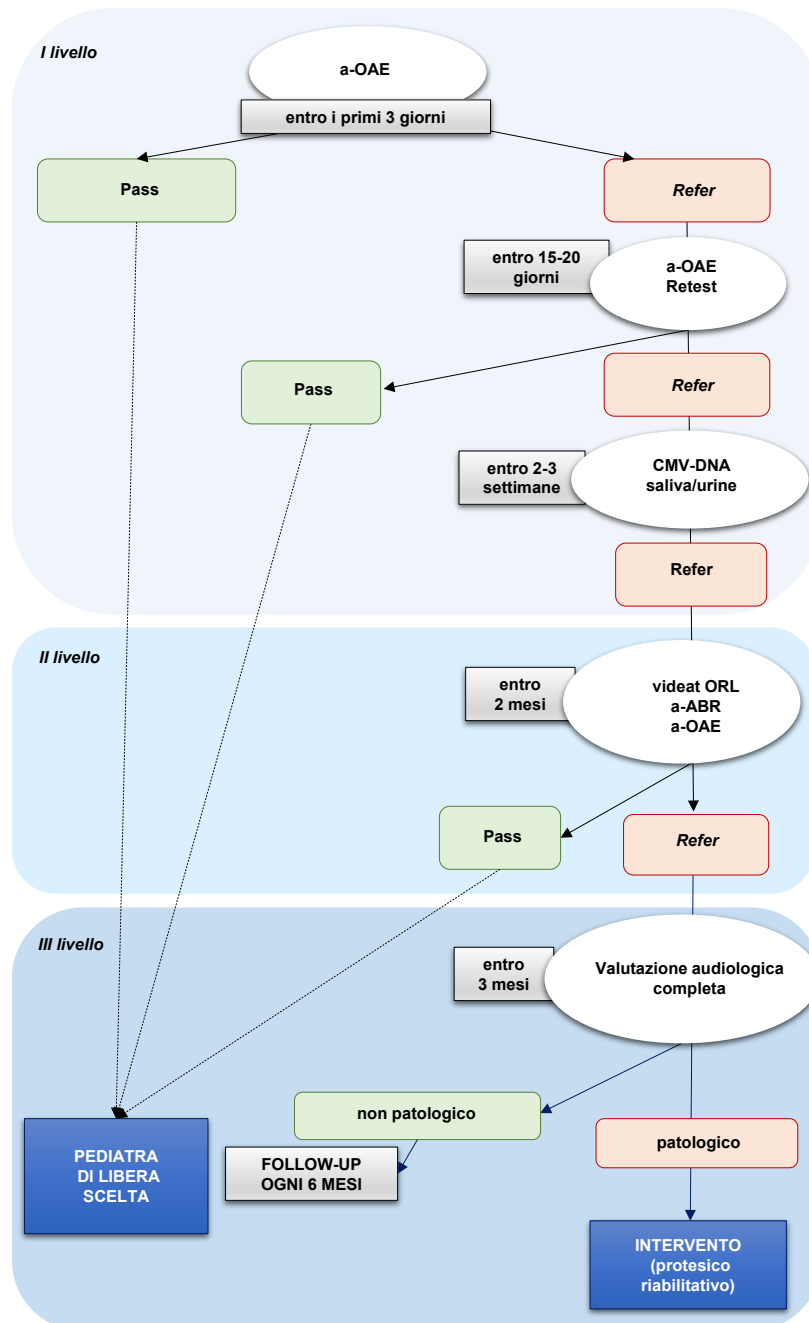 I livello
a-OAE
entro i primi 3 giorni
Pass
Refer
entro 15-20
giorni
a-OAE
Retest
Pass
Refer
entro 2-3
settimane
CMV-DNA
saliva/urine
Refer
II livello
entro
2 mesi
videat ORL
a-ABR
a-OAE
Pass
Refer
III livello
entro
3 mesi
Valutazione audiologica
completa
non patologico
patologico
FOLLOW-UP
OGNI 6 MESI
PEDIATRA
DI LIBERA
SCELTA
INTERVENTO
(protesico
riabilitativo)